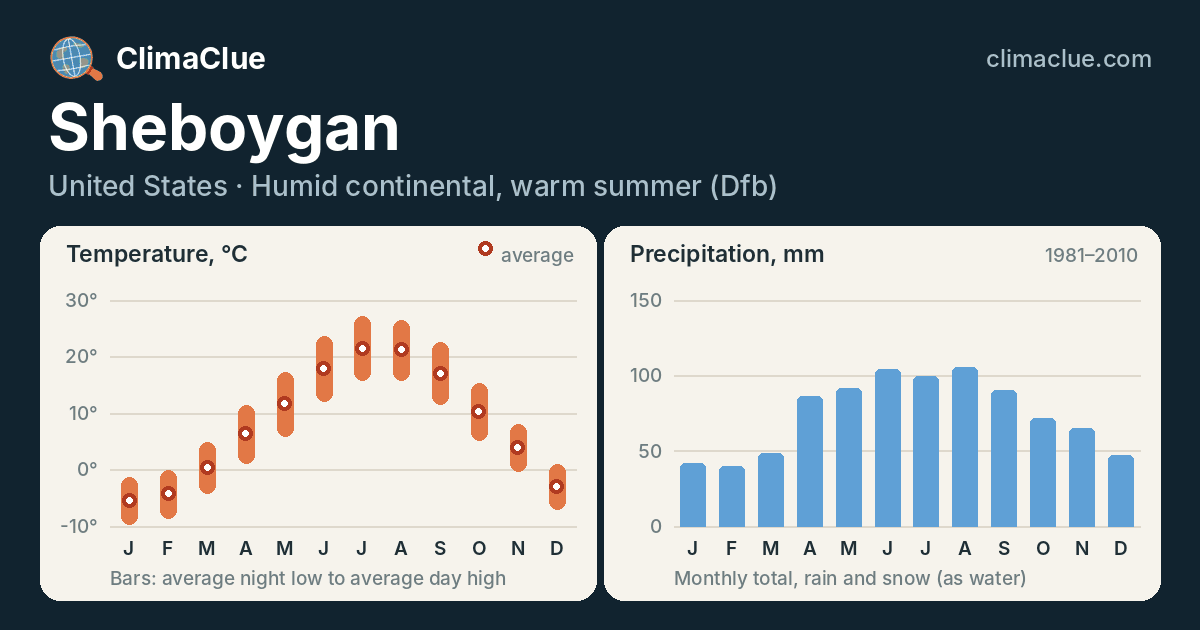 ClimaClue
climaclue.com
Sheboygan
United States · Humid continental, warm summer (Dfb)
Temperature, °C
average
30°
20°
10°
0°
-10°
J F M A M J J A S O N D
Bars: average night low to average day high
Precipitation, mm
1981–2010
150
100
50
0
J F M A M J J A S O N D
Monthly total, rain and snow (as water)